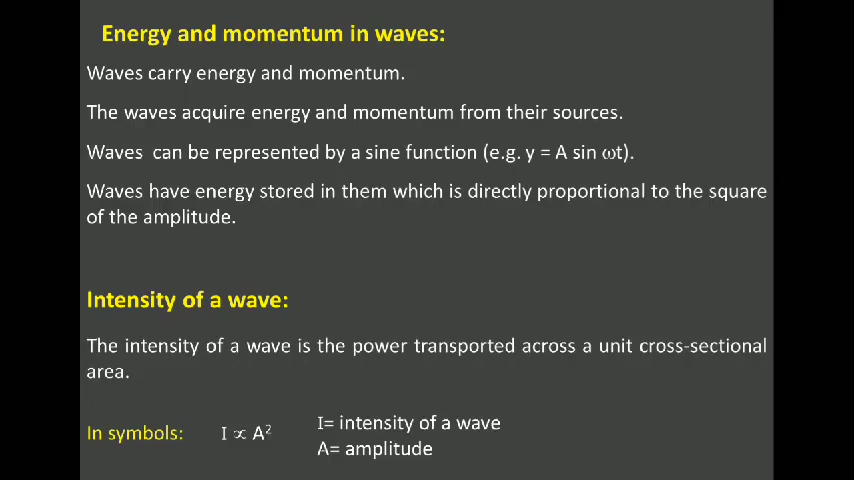 Energy and momentum in waves:
Waves carry energy and momentum.
The waves acquire energy and momentum from their sources.
Waves can be represented by a sine function (e.g. y = A sin ωt).
Waves have energy stored in them which is directly proportional to the square
of the amplitude.
Intensity of a wave:
The intensity of a wave is the power transported across a unit cross-sectional
area.
In symbols: I ∝ A²
I= intensity of a wave
A= amplitude